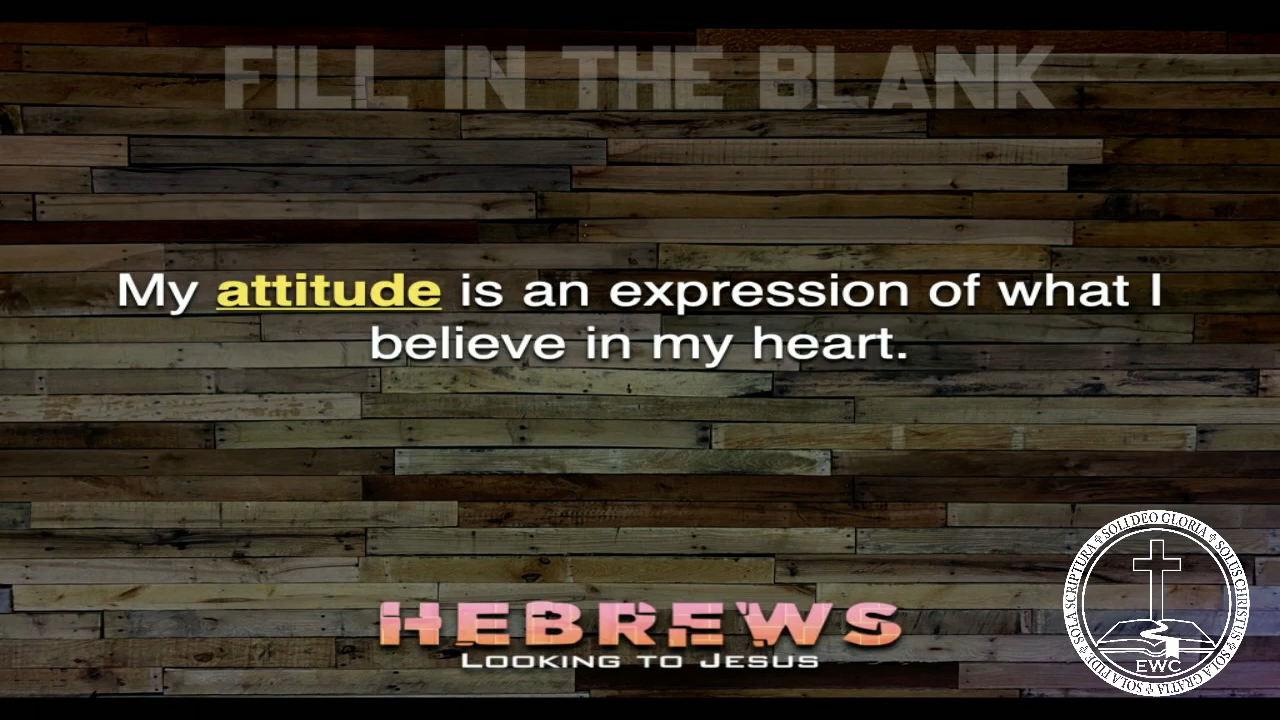 FILL IN THE BLANK
My attitude is an expression of what I
believe in my heart.
HEBREWS
LOOKING TO JESUS
SOLA SCRIPTURA ✢ SOLI DEO GLORIA ✢ SOLUS CHRISTUS ✢ SOLA GRATIA ✢ SOLA FIDE ✢
EWC